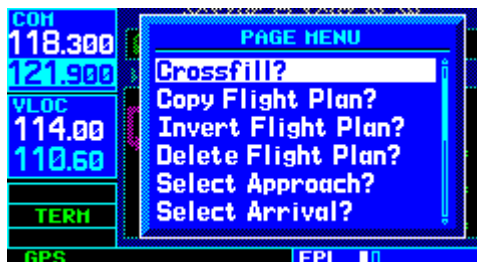 COM
118.300
121.900
VLOC
114.00
110.60
TERM
GPS
PAGE MENU
Crossfill?
Copy Flight Plan?
Invert Flight Plan?
Delete Flight Plan?
Select Approach?
Select Arrival?
FPL